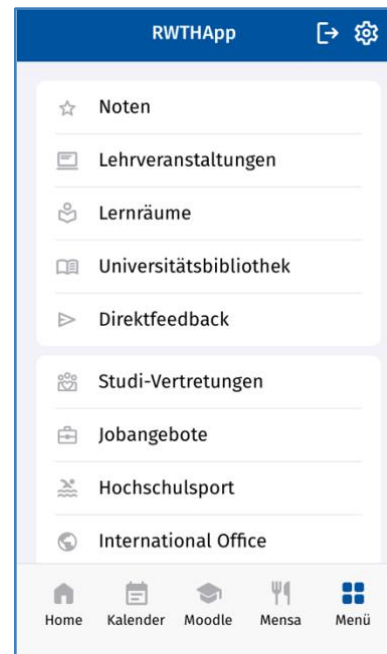 RWTHApp
Noten
Lehrveranstaltungen
Lernräume
Universitätsbibliothek
Direktfeedback
Studi-Vertretungen
Jobangebote
Hochschulsport
International Office
Home Kalender Moodle Mensa Menü